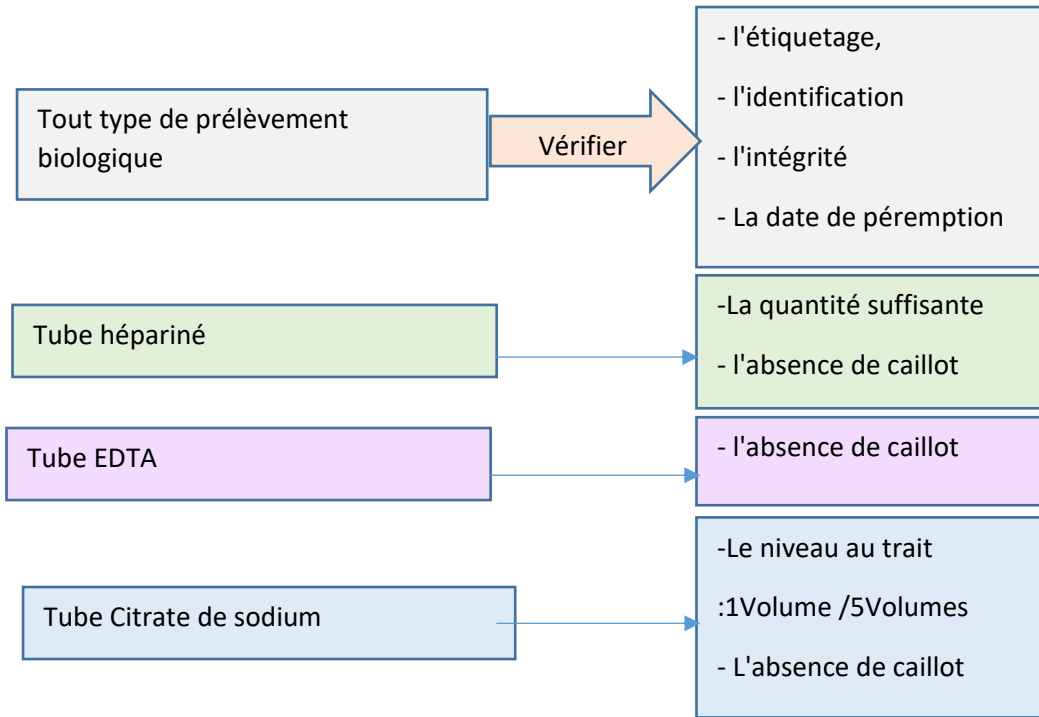 Tout type de prélèvement
biologique
Vérifier
- l'étiquetage,
- l'identification
- l'intégrité
- La date de péremption
Tube hépariné
-La quantité suffisante
- l'absence de caillot
Tube EDTA
- l'absence de caillot
Tube Citrate de sodium
-Le niveau au trait
:1Volume /5Volumes
- L'absence de caillot